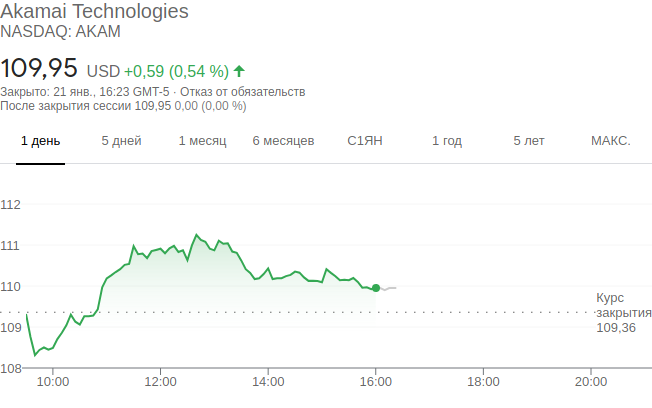 Akamai Technologies
NASDAQ: AKAM
109,95 USD +0,59 (0,54 %)
Закрыто: 21 янв., 16:23 GMT-5 · Отказ от обязательств
После закрытия сессии 109,95 0,00 (0,00 %)
1 день 5 дней 1 месяц 6 месяцев С1ЯН 1 год 5 лет МАКС.
112
111
110
Курс
закрытия
109,36
109
108
10:00 12:00 14:00 16:00 18:00 20:00